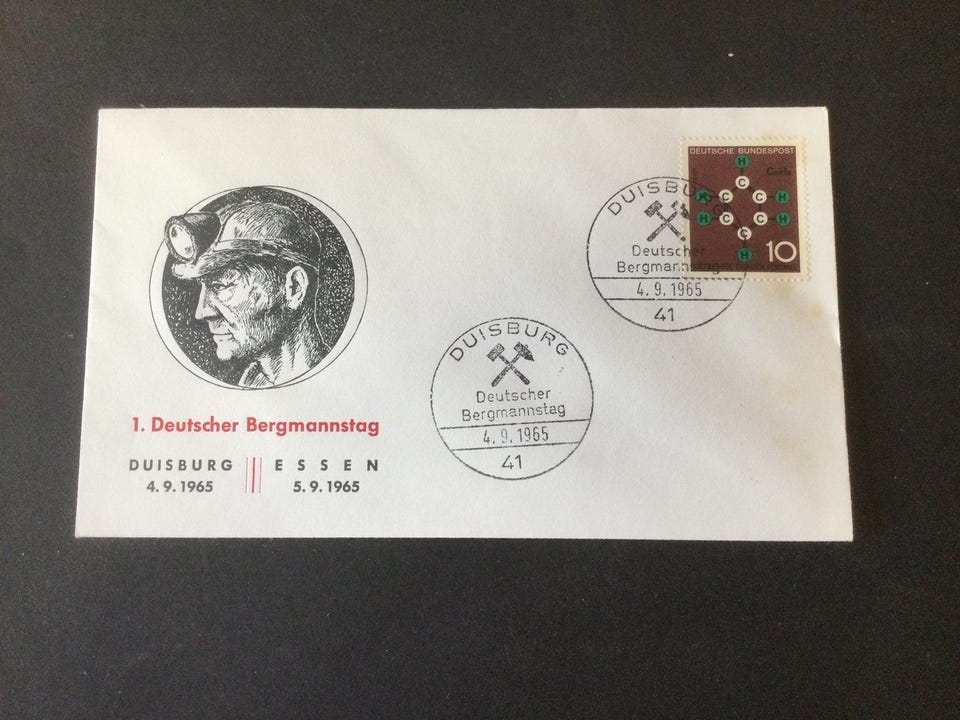 DEUTSCHE BUNDESPOST
C₆H₆
H
C
H C C H
H C C H
C
H
10
DUISBURG
Deutscher
Bergmannstag
4. 9. 1965
41
DUISBURG
Deutscher
Bergmannstag
4. 9. 1965
41
1. Deutscher Bergmannstag
DUISBURG ESSEN
4. 9. 1965 5. 9. 1965